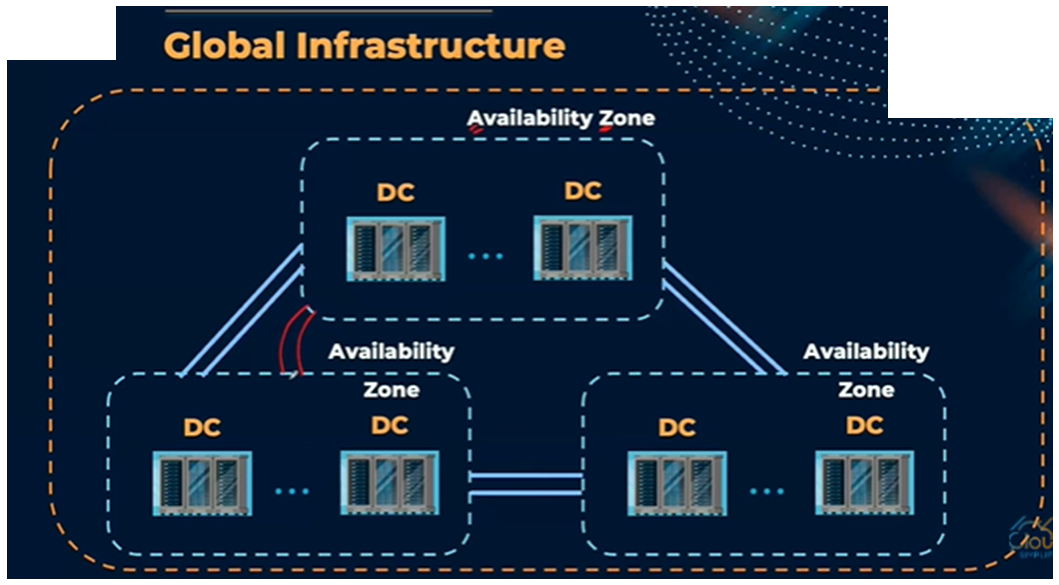 Global Infrastructure
Availability Zone
DC
DC
Availability
Zone
DC
DC
Availability
Zone
DC
DC